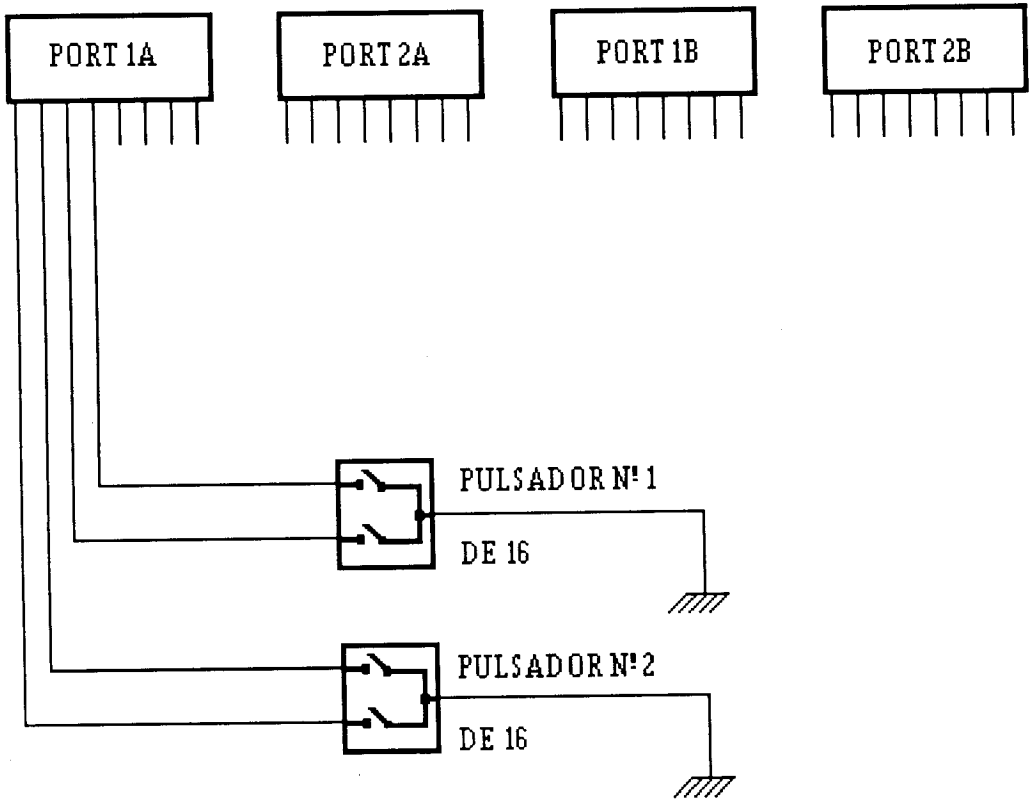 PORT 1A
PORT 2A
PORT 1B
PORT 2B
PULSADOR Nº 1
DE 16
PULSADOR Nº 2
DE 16